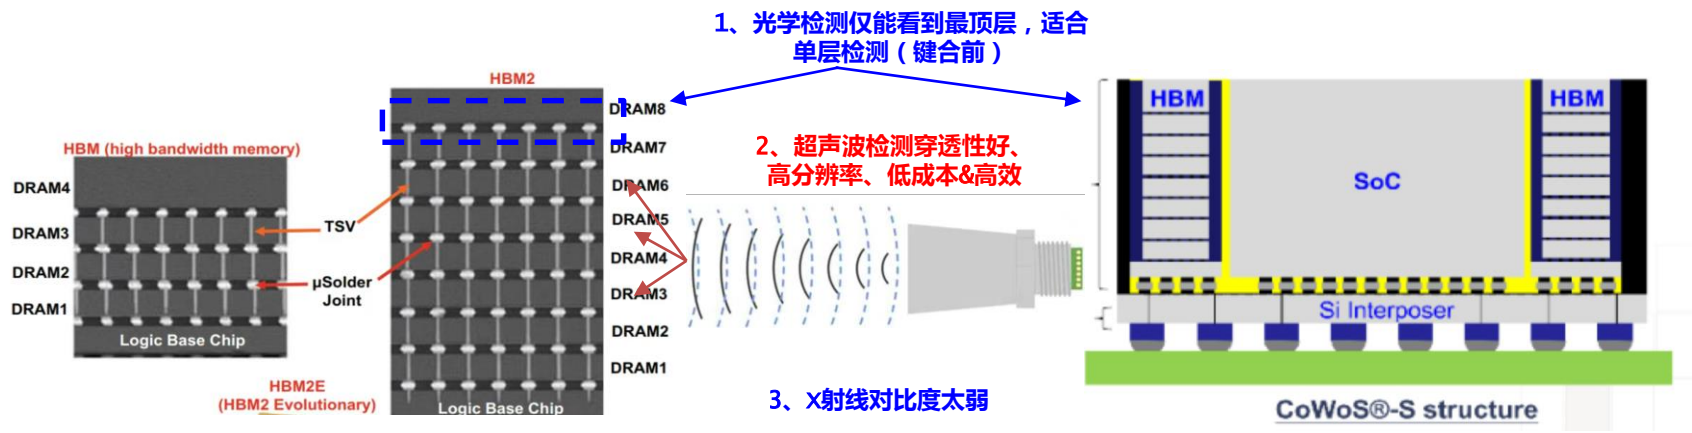 1、光学检测仅能看到最顶层，适合
单层检测（键合前）
HBM (high bandwidth memory)
DRAM4
DRAM3
DRAM2
DRAM1
Logic Base Chip
TSV
μSolder
Joint
HBM2
DRAM8
DRAM7
DRAM6
DRAM5
DRAM4
DRAM3
DRAM2
DRAM1
Logic Base Chip
HBM2E
(HBM2 Evolutionary)
2、超声波检测穿透性好、
高分辨率、低成本&高效
3、X射线对比度太弱
HBM
SoC
HBM
Si Interposer
CoWoS®-S structure